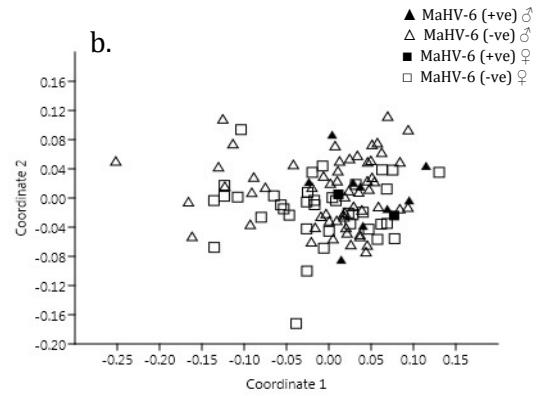 b.
▲ MaHV-6 (+ve) ♂
△ MaHV-6 (-ve) ♂
■ MaHV-6 (+ve) ♀
□ MaHV-6 (-ve) ♀
0.16
0.12
0.08
0.04
0.00
-0.04
-0.08
-0.12
-0.16
-0.20
Coordinate 2
-0.25 -0.20 -0.15 -0.10 -0.05 0.00 0.05 0.10 0.15
Coordinate 1